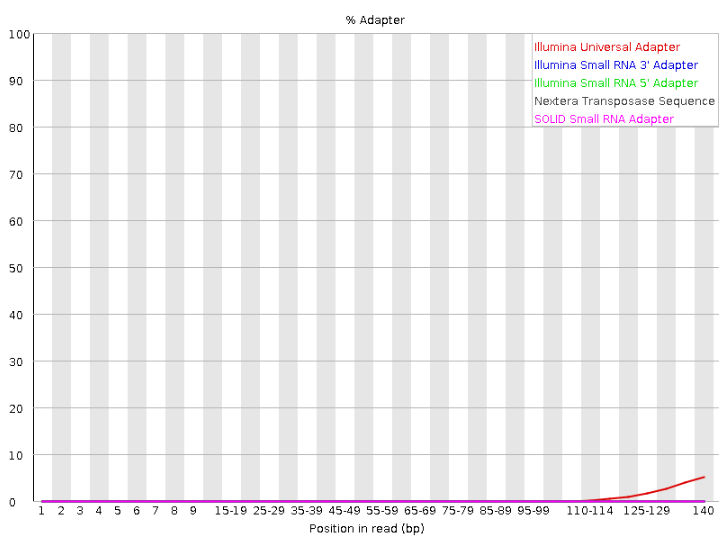 % Adapter
100
90
80
70
60
50
40
30
20
10
0
Illumina Universal Adapter
Illumina Small RNA 3' Adapter
Illumina Small RNA 5' Adapter
Nextera Transposase Sequence
SOLID Small RNA Adapter
1 2 3 4 5 6 7 8 9 15-19 25-29 35-39 45-49 55-59 65-69 75-79 85-89 95-99 110-114 125-129 140
Position in read (bp)